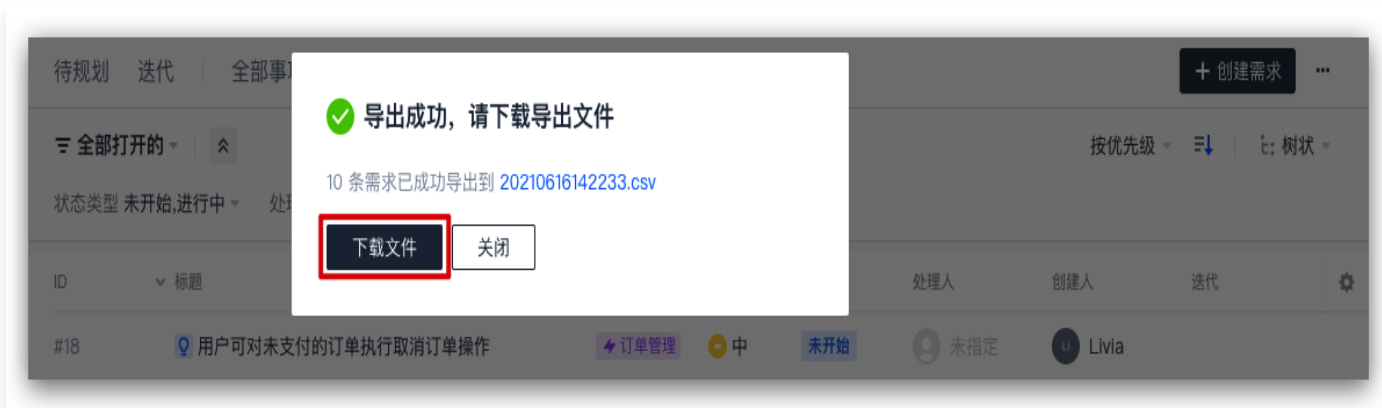 待规划 迭代 全部事
+ 创建需求 ...
导出成功，请下载导出文件
全部打开的
按优先级 树状
10 条需求已成功导出到 20210616142233.csv
状态类型 未开始,进行中 处
下载文件 关闭
ID 标题 处理人 创建人 迭代
#18 用户可对未支付的订单执行取消订单操作 订单管理 中 未开始 未指定 LI Livia